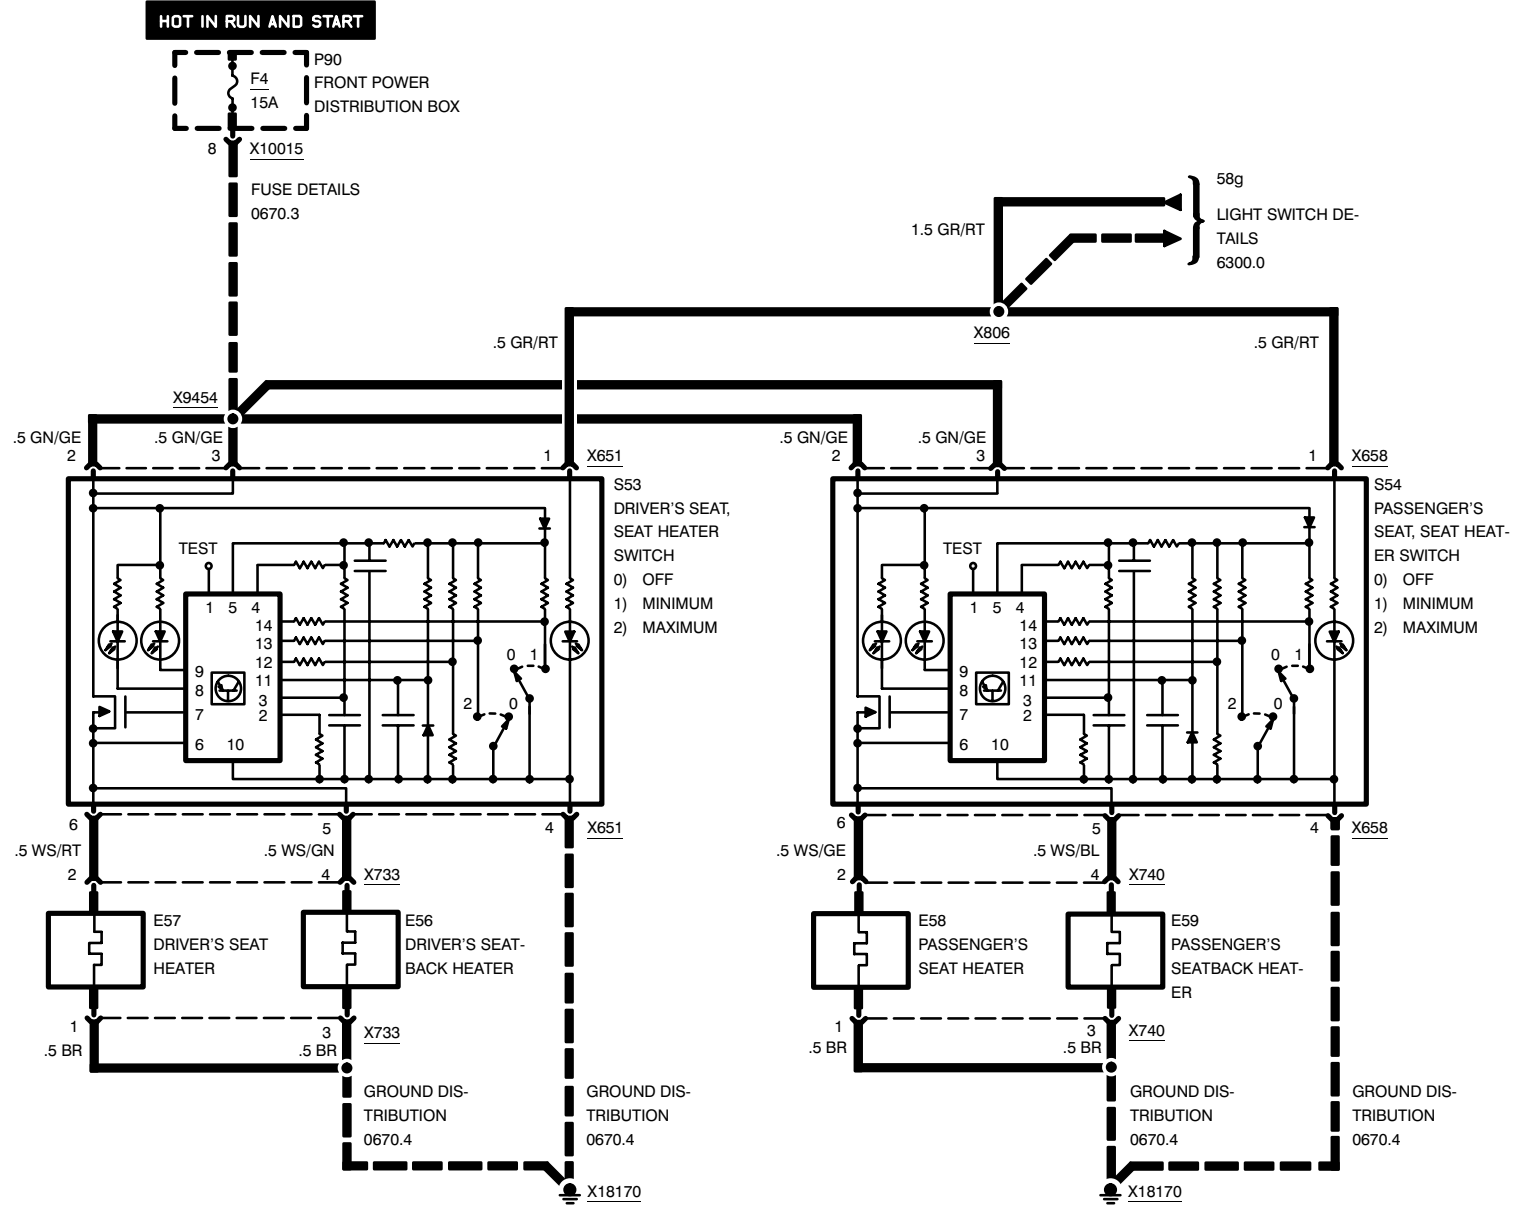 HOT IN RUN AND START
P90
FRONT POWER
DISTRIBUTION BOX
F4
15A
8
X10015
FUSE DETAILS
0670.3
58g
LIGHT SWITCH DE-
TAILS
6300.0
1.5 GR/RT
X806
.5 GR/RT
.5 GR/RT
X9454
.5 GN/GE
.5 GN/GE
.5 GN/GE
.5 GN/GE
2
3
1
X651
2
3
1
X658
S53
DRIVER'S SEAT,
SEAT HEATER
SWITCH
0) OFF
1) MINIMUM
2) MAXIMUM
TEST
1 5 4
14
13
12
11
3
2
9
8
7
6
10
0 1
2 0
S54
PASSENGER'S
SEAT, SEAT HEAT-
ER SWITCH
0) OFF
1) MINIMUM
2) MAXIMUM
TEST
1 5 4
14
13
12
11
3
2
9
8
7
6
10
0 1
2 0
6
5
4
X651
6
5
4
X658
.5 WS/RT
.5 WS/GN
.5 WS/GE
.5 WS/BL
2
4
X733
2
4
X740
E57
DRIVER'S SEAT
HEATER
E56
DRIVER'S SEAT-
BACK HEATER
E58
PASSENGER'S
SEAT HEATER
E59
PASSENGER'S
SEATBACK HEAT-
ER
1
3
X733
1
3
X740
.5 BR
.5 BR
.5 BR
.5 BR
GROUND DIS-
TRIBUTION
0670.4
GROUND DIS-
TRIBUTION
0670.4
GROUND DIS-
TRIBUTION
0670.4
GROUND DIS-
TRIBUTION
0670.4
X18170
X18170